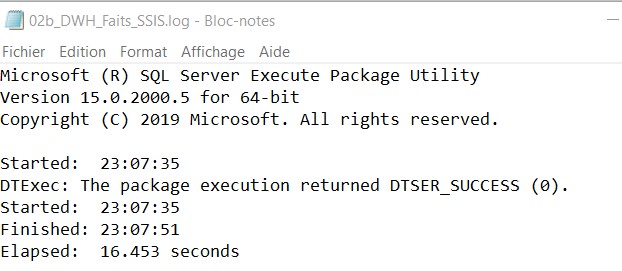 02b_DWH_Faits_SSIS.log - Bloc-notes
Fichier Edition Format Affichage Aide
Microsoft (R) SQL Server Execute Package Utility
Version 15.0.2000.5 for 64-bit
Copyright (C) 2019 Microsoft. All rights reserved.
Started:  23:07:35
DTExec: The package execution returned DTSER_SUCCESS (0).
Started:  23:07:35
Finished: 23:07:51
Elapsed:  16.453 seconds